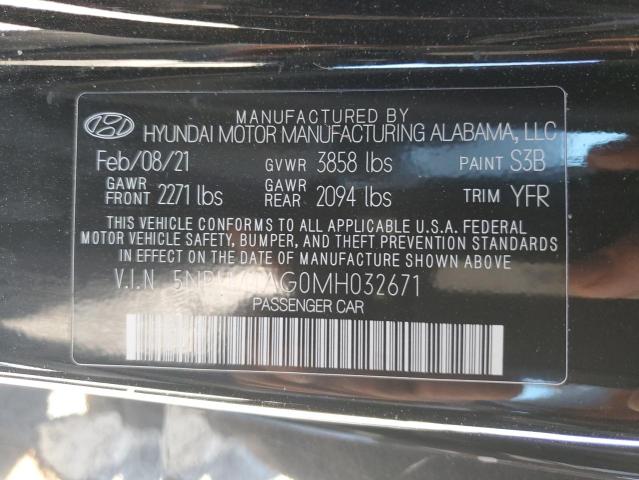 MANUFACTURED BY
HYUNDAI MOTOR MANUFACTURING ALABAMA, LLC
Feb/08/21 GVWR 3858 lbs PAINT S3B
GAWR FRONT 2271 lbs GAWR REAR 2094 lbs TRIM YFR
THIS VEHICLE CONFORMS TO ALL APPLICABLE U.S.A. FEDERAL
MOTOR VEHICLE SAFETY, BUMPER, AND THEFT PREVENTION STANDARDS
IN EFFECT ON THE DATE OF MANUFACTURE SHOWN ABOVE.
V.I.N
PASSENGER CAR